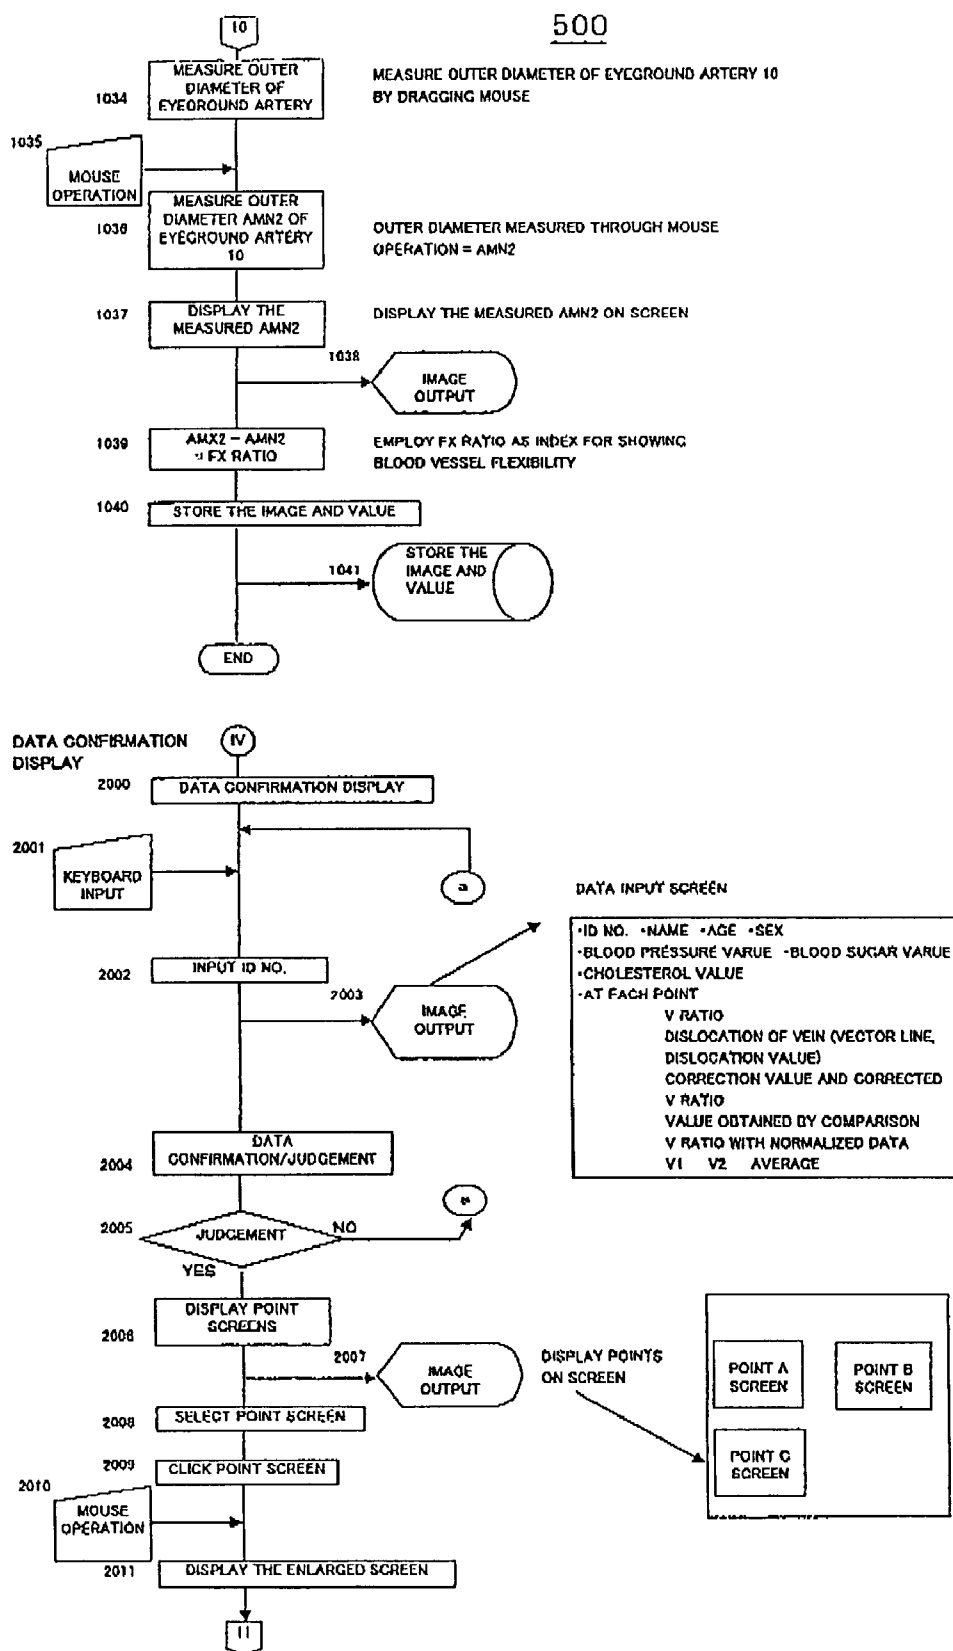 10
500
MEASURE OUTER
DIAMETER OF
EYEGROUND ARTERY
1034
MEASURE OUTER DIAMETER OF EYEGROUND ARTERY 10
BY DRAGGING MOUSE
1035
MOUSE
OPERATION
MEASURE OUTER
DIAMETER AMN2 OF
EYEGROUND ARTERY
10
1036
OUTER DIAMETER MEASURED THROUGH MOUSE
OPERATION = AMN2
1037
DISPLAY THE
MEASURED AMN2
DISPLAY THE MEASURED AMN2 ON SCREEN
1038
IMAGE
OUTPUT
1039
AMX2 - AMN2
= FX RATIO
EMPLOY FX RATIO AS INDEX FOR SHOWING
BLOOD VESSEL FLEXIBILITY
1040
STORE THE IMAGE AND VALUE
1041
STORE THE
IMAGE AND
VALUE
END
DATA CONFIRMATION
DISPLAY
IV
2000
DATA CONFIRMATION DISPLAY
2001
KEYBOARD
INPUT
a
DATA INPUT SCREEN
2002
INPUT ID NO.
2003
IMAGE
OUTPUT
·ID NO. ·NAME ·AGE ·SEX
·BLOOD PRESSURE VARUE ·BLOOD SUGAR VARUE
·CHOLESTEROL VALUE
·AT EACH POINT
V RATIO
DISLOCATION OF VEIN (VECTOR LINE,
DISLOCATION VALUE)
CORRECTION VALUE AND CORRECTED
V RATIO
VALUE OBTAINED BY COMPARISON
V RATIO WITH NORMALIZED DATA
V1 V2 AVERAGE
2004
DATA
CONFIRMATION/JUDGEMENT
a
2005
JUDGEMENT
NO
YES
2006
DISPLAY POINT
SCREENS
2007
IMAGE
OUTPUT
DISPLAY POINTS
ON SCREEN
POINT A
SCREEN
POINT B
SCREEN
POINT C
SCREEN
2008
SELECT POINT SCREEN
2009
CLICK POINT SCREEN
2010
MOUSE
OPERATION
2011
DISPLAY THE ENLARGED SCREEN
11